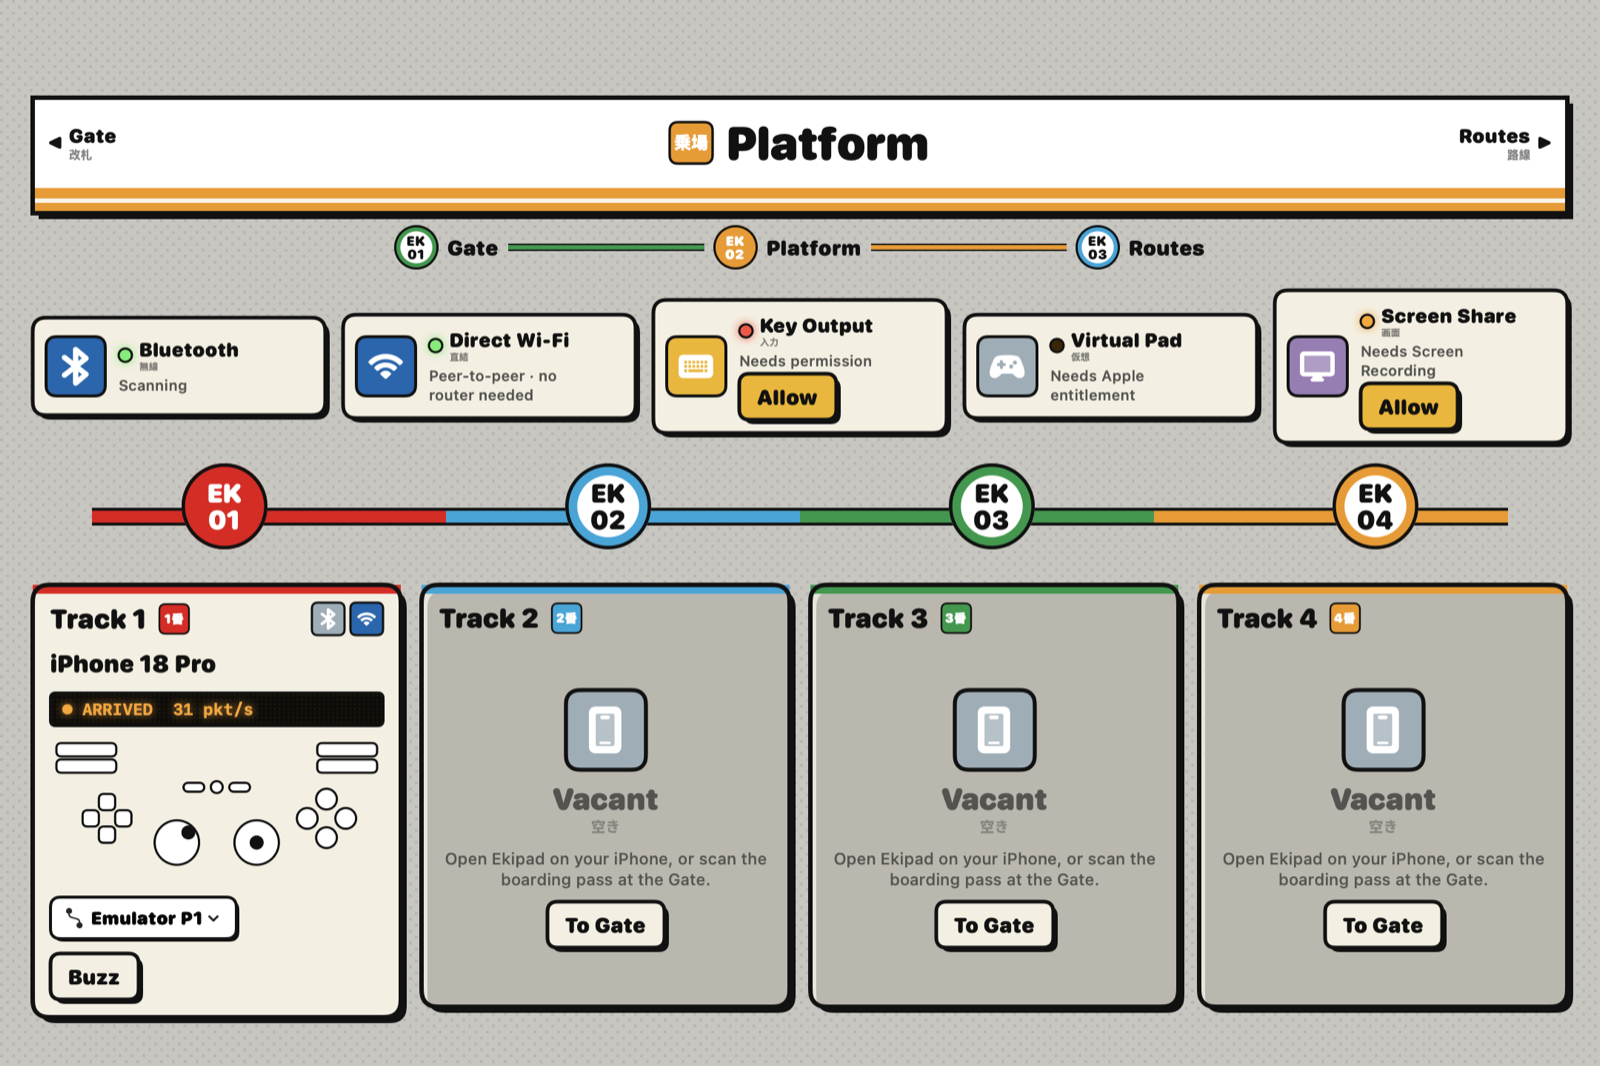 Gate
改札
乗場 Platform
Routes
路線
EK 01 Gate
EK 02 Platform
EK 03 Routes
Bluetooth
無線
Scanning
Direct Wi-Fi
直結
Peer-to-peer · no
router needed
Key Output
入力
Needs permission
Allow
Virtual Pad
仮想
Needs Apple
entitlement
Screen Share
画面
Needs Screen
Recording
Allow
EK
01
EK
02
EK
03
EK
04
Track 1 1番
iPhone 18 Pro
ARRIVED 31 pkt/s
Emulator P1
Buzz
Track 2 2番
Vacant
空き
Open Ekipad on your iPhone, or scan the
boarding pass at the Gate.
To Gate
Track 3 3番
Vacant
空き
Open Ekipad on your iPhone, or scan the
boarding pass at the Gate.
To Gate
Track 4 4番
Vacant
空き
Open Ekipad on your iPhone, or scan the
boarding pass at the Gate.
To Gate